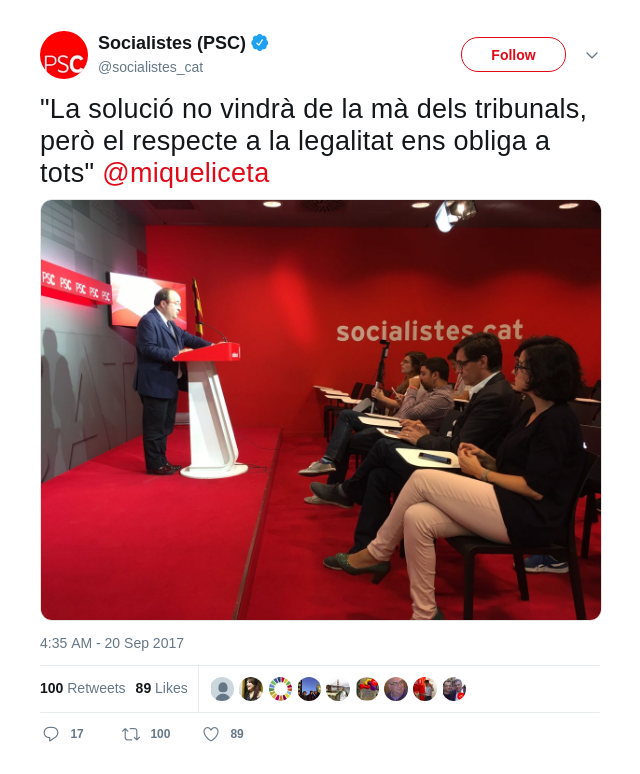 PSC
Socialistes (PSC)
@socialistes_cat
Follow
"La solució no vindrà de la mà dels tribunals,
però el respecte a la legalitat ens obliga a
tots" @miqueliceta
PSC PSC PSC PSC PSC
socialistes.cat
4:35 AM - 20 Sep 2017
100 Retweets 89 Likes
17 100 89